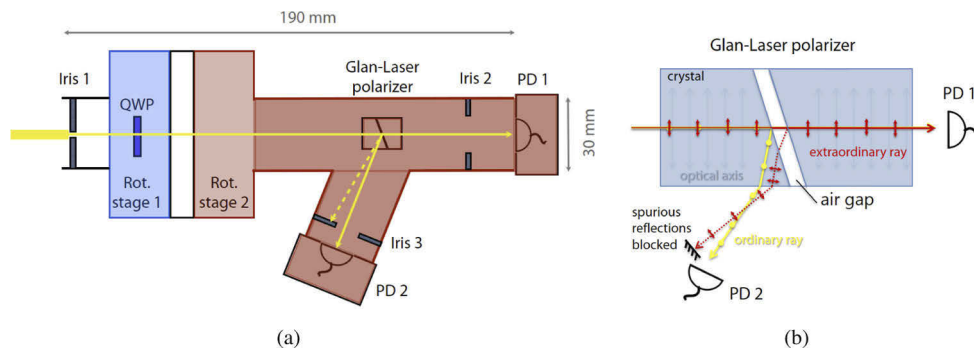 190 mm
Iris 1
QWP
Rot.
stage 1
Rot.
stage 2
Glan-Laser
polarizer
Iris 2
PD 1
30 mm
Iris 3
PD 2
(a)
Glan-Laser polarizer
crystal
PD 1
extraordinary ray
optical axis
air gap
spurious
reflections
blocked
ordinary ray
PD 2
(b)